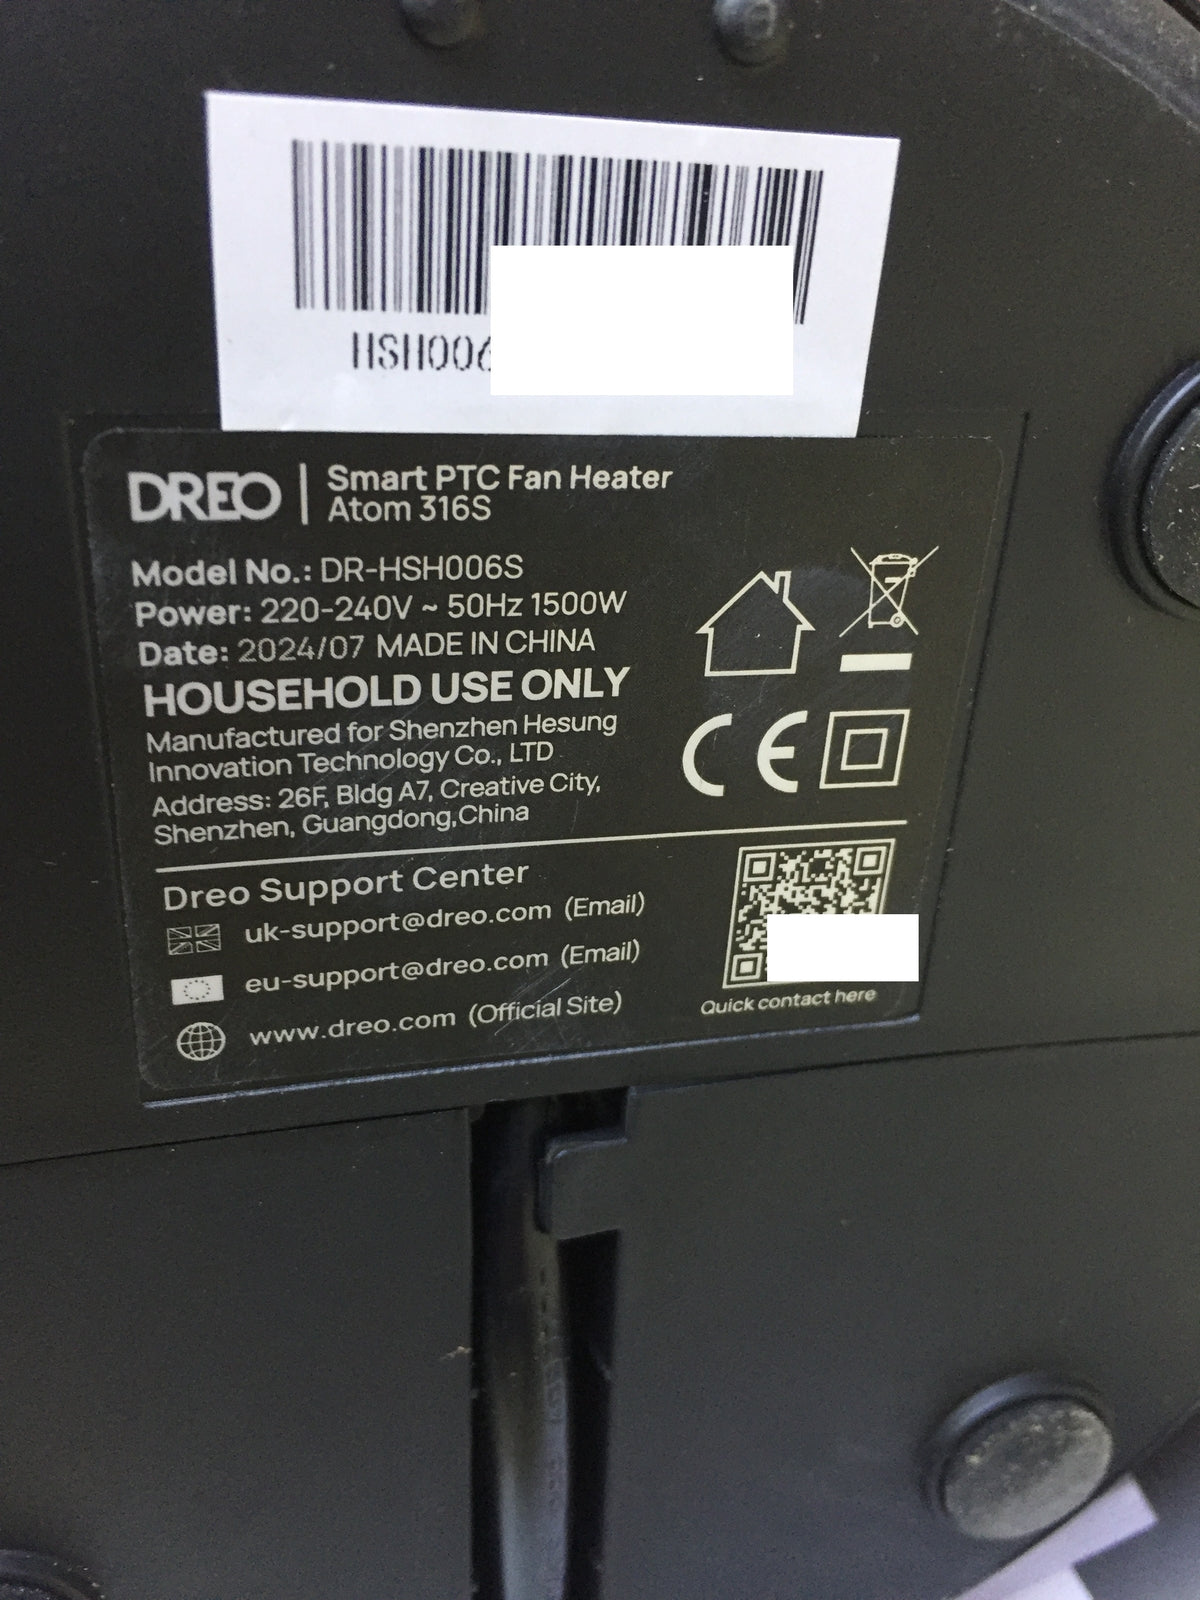 HSH006
DREO
Smart PTC Fan Heater
Atom 316S
Model No.: DR-HSH006S
Power: 220-240V ~ 50Hz 1500W
Date: 2024/07 MADE IN CHINA
HOUSEHOLD USE ONLY
Manufactured for Shenzhen Hesung
Innovation Technology Co., LTD
Address: 26F, Bldg A7, Creative City,
Shenzhen, Guangdong,China
CE
Dreo Support Center
uk-support@dreo.com (Email)
eu-support@dreo.com (Email)
www.dreo.com (Official Site)
Quick contact here